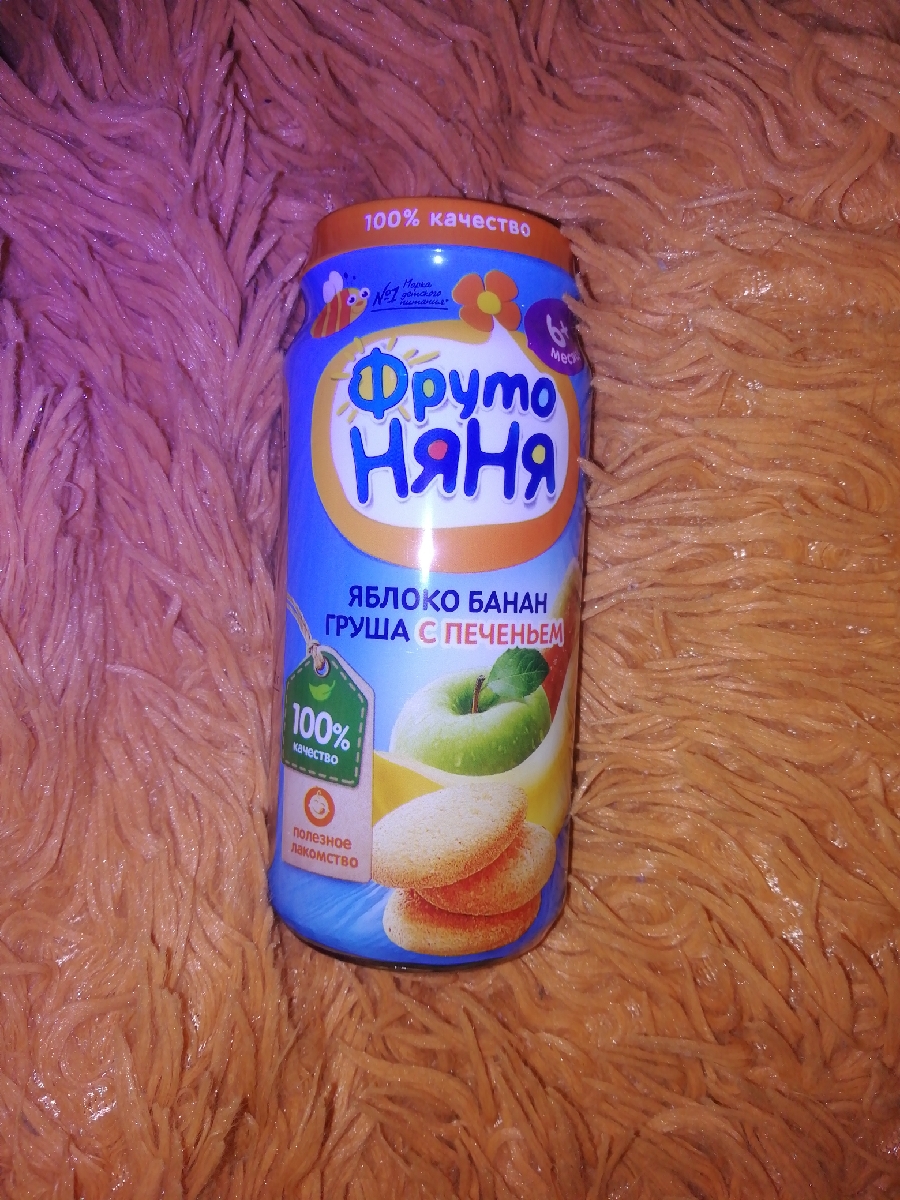 100% качество
№1 Марка
детского
питания*
6+
месяцев
Фруто
НяНя
ЯБЛОКО БАНАН
ГРУША С ПЕЧЕНЬЕМ
100%
качество
полезное
лакомство